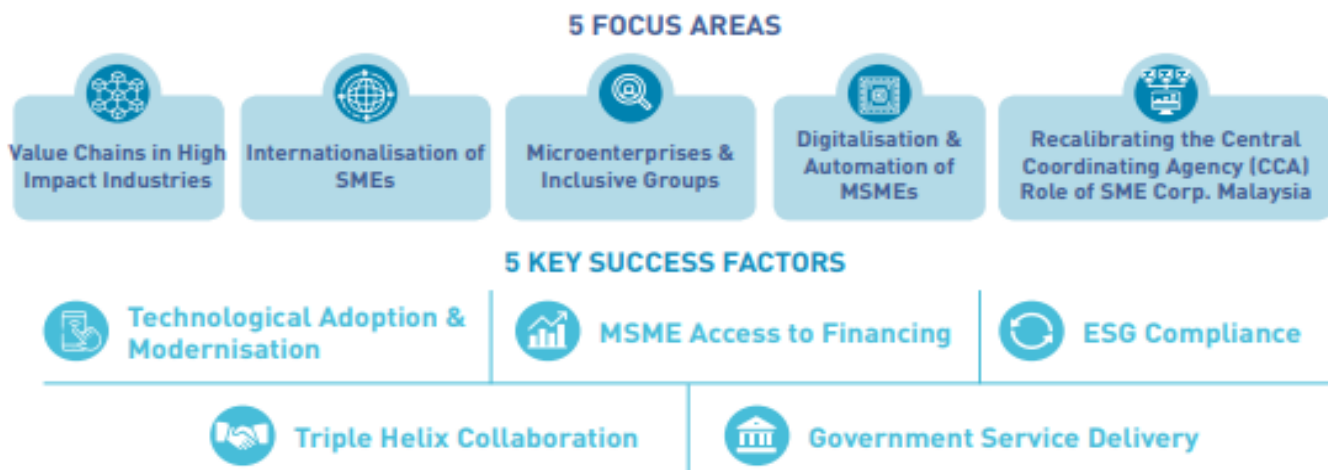 5 FOCUS AREAS
Value Chains in High
Impact Industries
Internationalisation of
SMEs
Microenterprises &
Inclusive Groups
Digitalisation &
Automation of
MSMEs
Recalibrating the Central
Coordinating Agency (CCA)
Role of SME Corp. Malaysia
5 KEY SUCCESS FACTORS
Technological Adoption &
Modernisation
MSME Access to Financing
ESG Compliance
Triple Helix Collaboration
Government Service Delivery